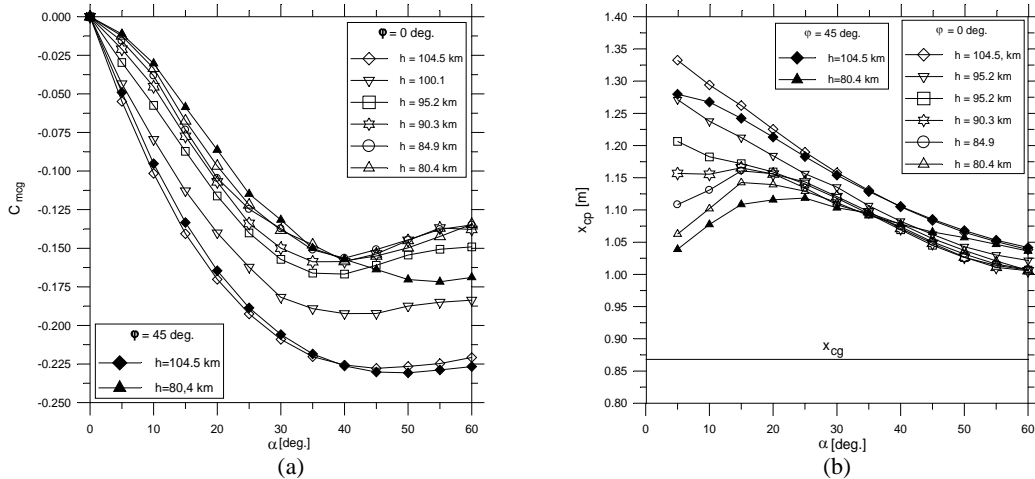 0.000
-0.025
-0.050
-0.075
-0.100
-0.125
-0.150
-0.175
-0.200
-0.225
-0.250
C mcg
0 10 20 30 40 50 60
α [deg.]
φ = 0 deg.
h = 104.5 km
h = 100.1
h = 95.2 km
h = 90.3 km
h = 84.9 km
h = 80.4 km
φ = 45 deg.
h=104.5 km
h=80,4 km
(a)
1.40
1.35
1.30
1.25
1.20
1.15
1.10
1.05
1.00
0.95
0.90
0.85
0.80
x cp [m]
0 10 20 30 40 50 60
α [deg.]
φ = 45 deg.
h=104.5 km
h=80.4 km
φ = 0 deg.
h = 104.5, km
h = 95.2 km
h = 95.2 km
h = 90.3 km
h = 84.9
h = 80.4 km
x cg
(b)